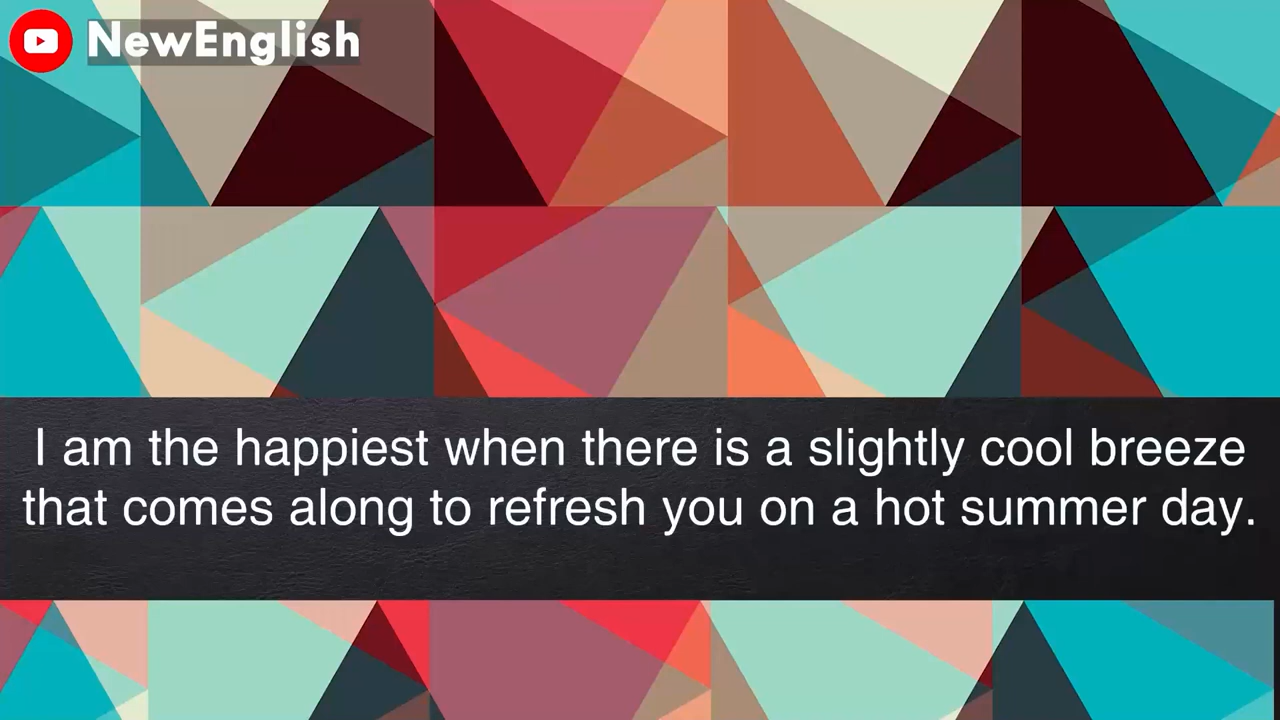 NewEnglish
I am the happiest when there is a slightly cool breeze
that comes along to refresh you on a hot summer day.